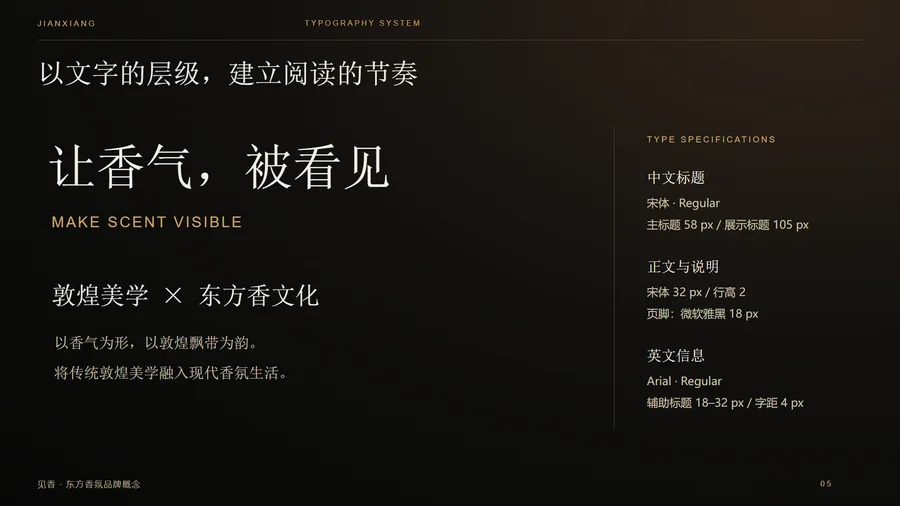 JIANXIANG
TYPOGRAPHY SYSTEM
以文字的层级，建立阅读的节奏
让香气，被看见
MAKE SCENT VISIBLE
敦煌美学 × 东方香文化
以香气为形，以敦煌飘带为韵。
将传统敦煌美学融入现代香氛生活。
TYPE SPECIFICATIONS
中文标题
宋体 · Regular
主标题 58 px / 展示标题 105 px
正文与说明
宋体 32 px / 行高 2
页脚：微软雅黑 18 px
英文信息
Arial · Regular
辅助标题 18–32 px / 字距 4 px
见香 · 东方香氛品牌概念
05